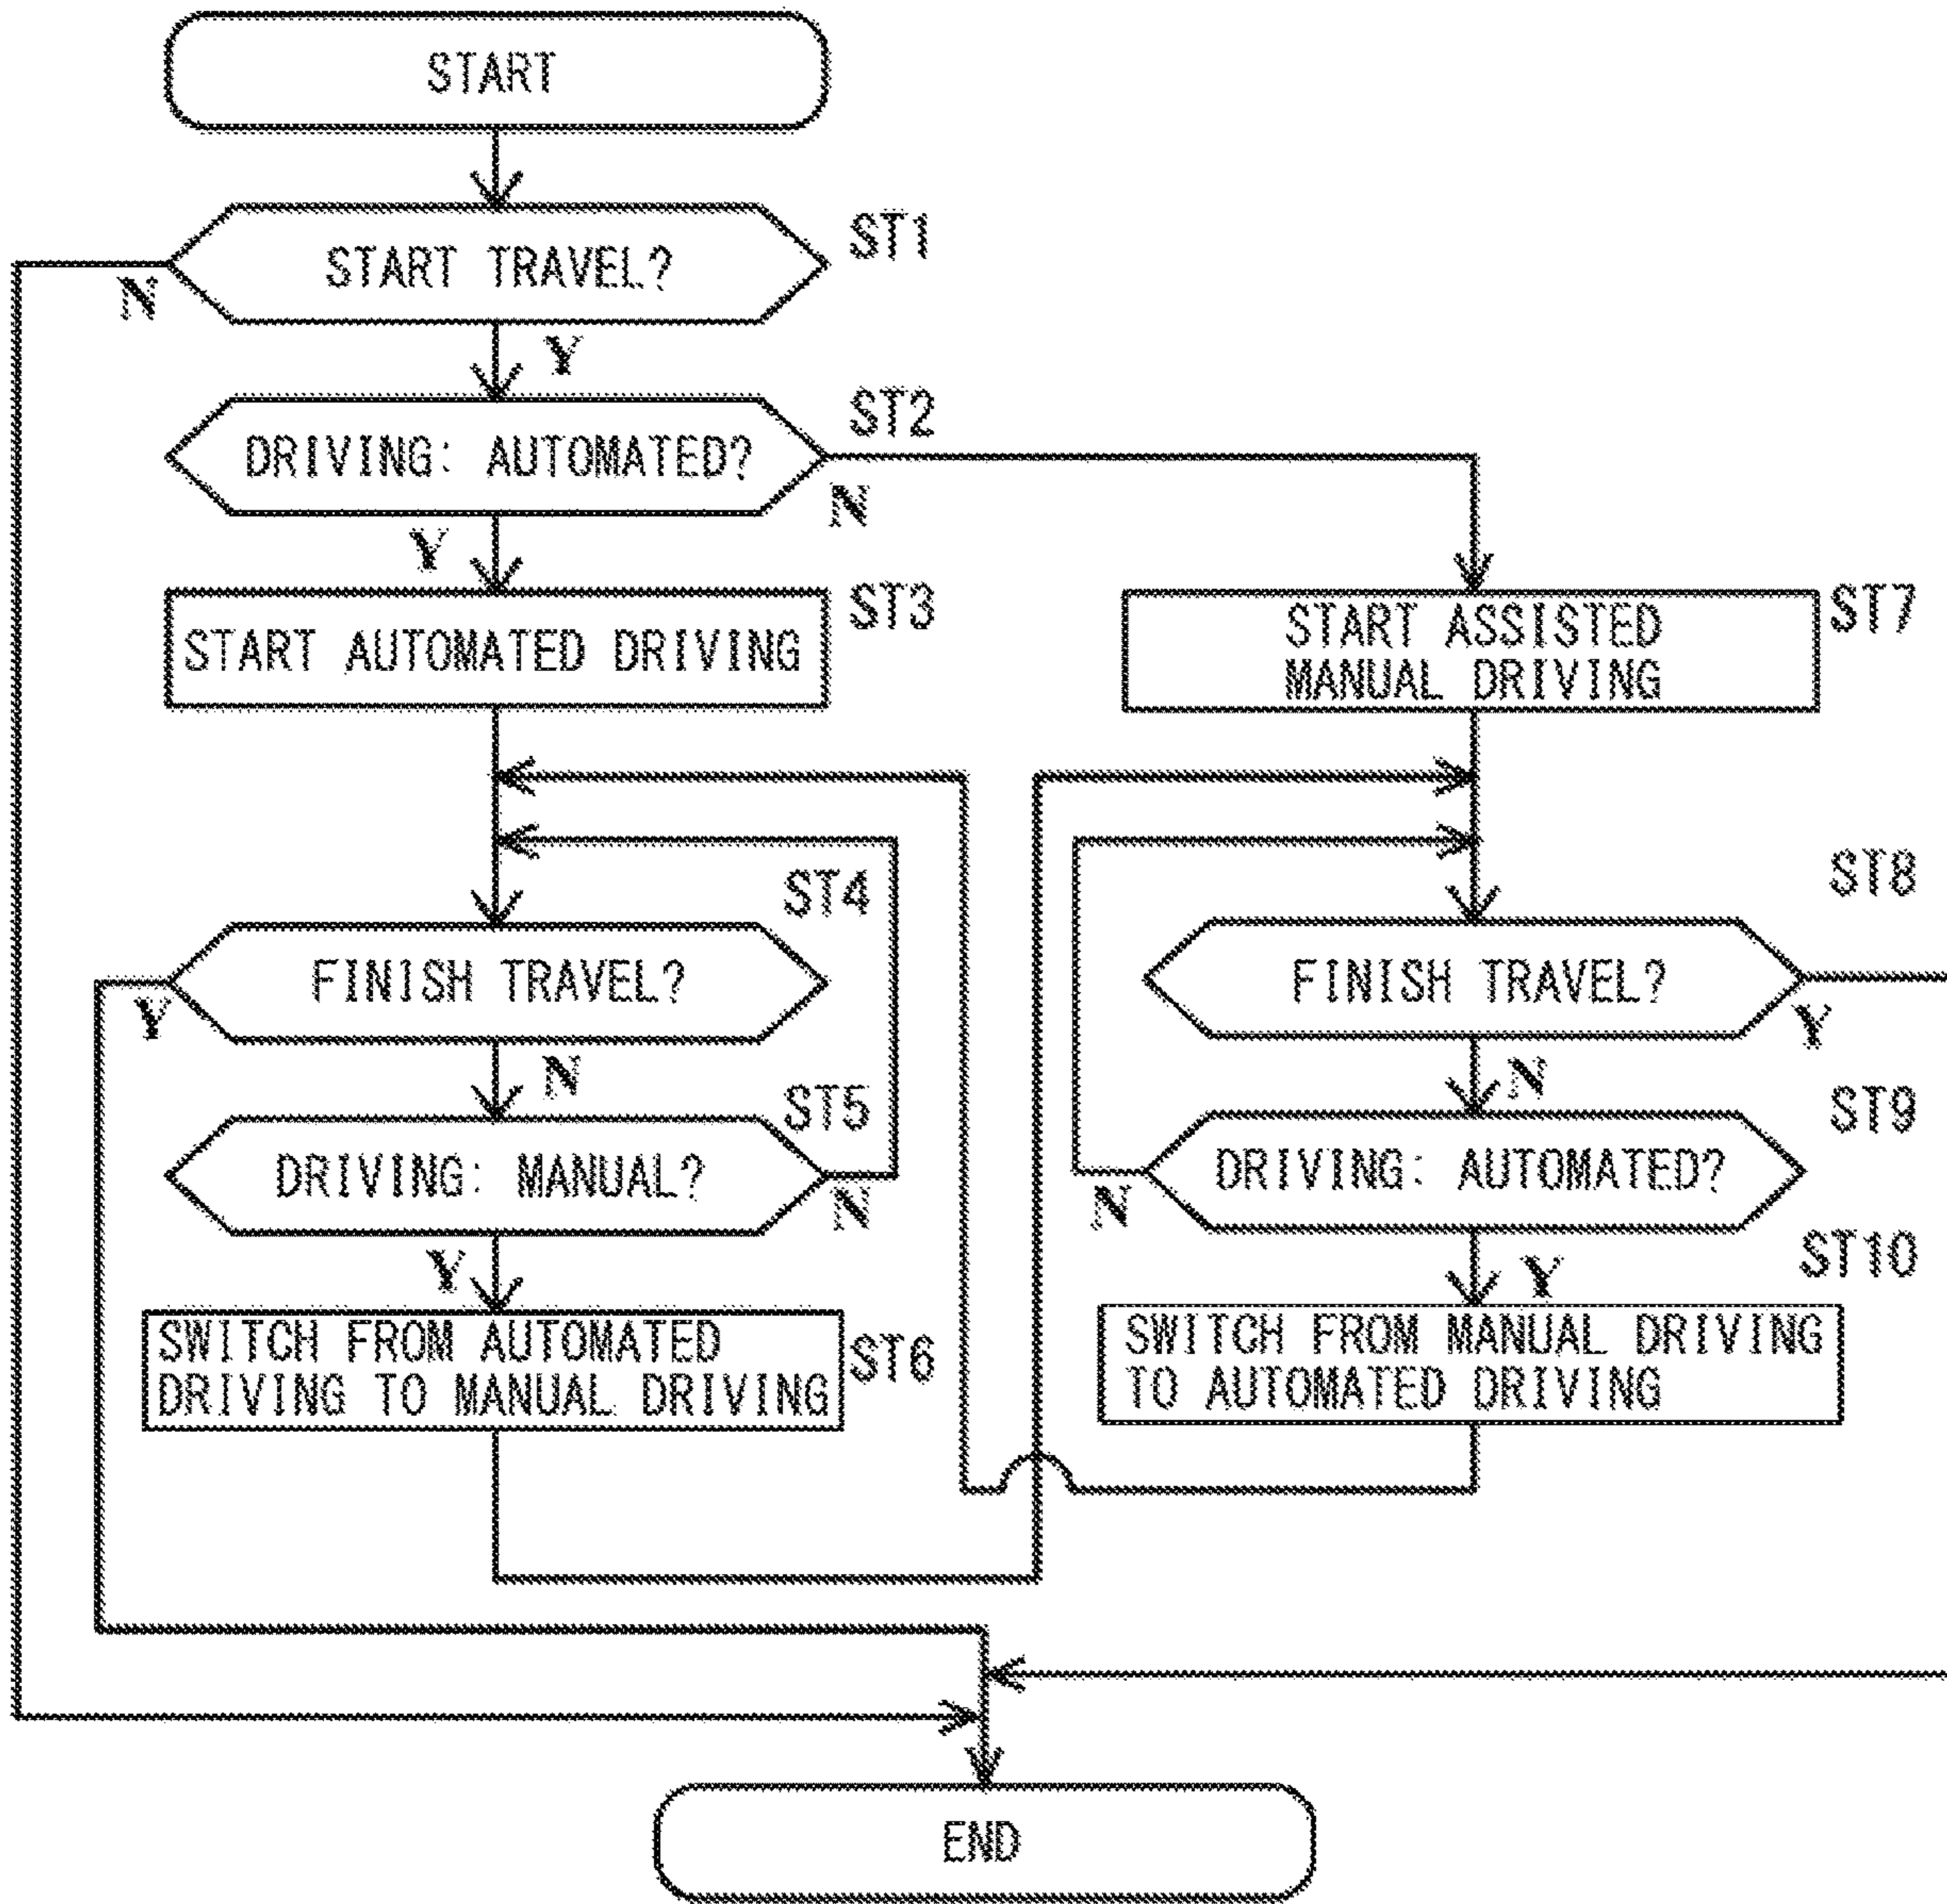 START
START TRAVEL?
ST1
N
Y
DRIVING: AUTOMATED?
ST2
N
Y
START AUTOMATED DRIVING
ST3
START ASSISTED
MANUAL DRIVING
ST7
FINISH TRAVEL?
ST4
Y
N
DRIVING: MANUAL?
ST5
N
Y
SWITCH FROM AUTOMATED
DRIVING TO MANUAL DRIVING
ST6
FINISH TRAVEL?
ST8
Y
N
DRIVING: AUTOMATED?
ST9
N
Y
ST10
SWITCH FROM MANUAL DRIVING
TO AUTOMATED DRIVING
END